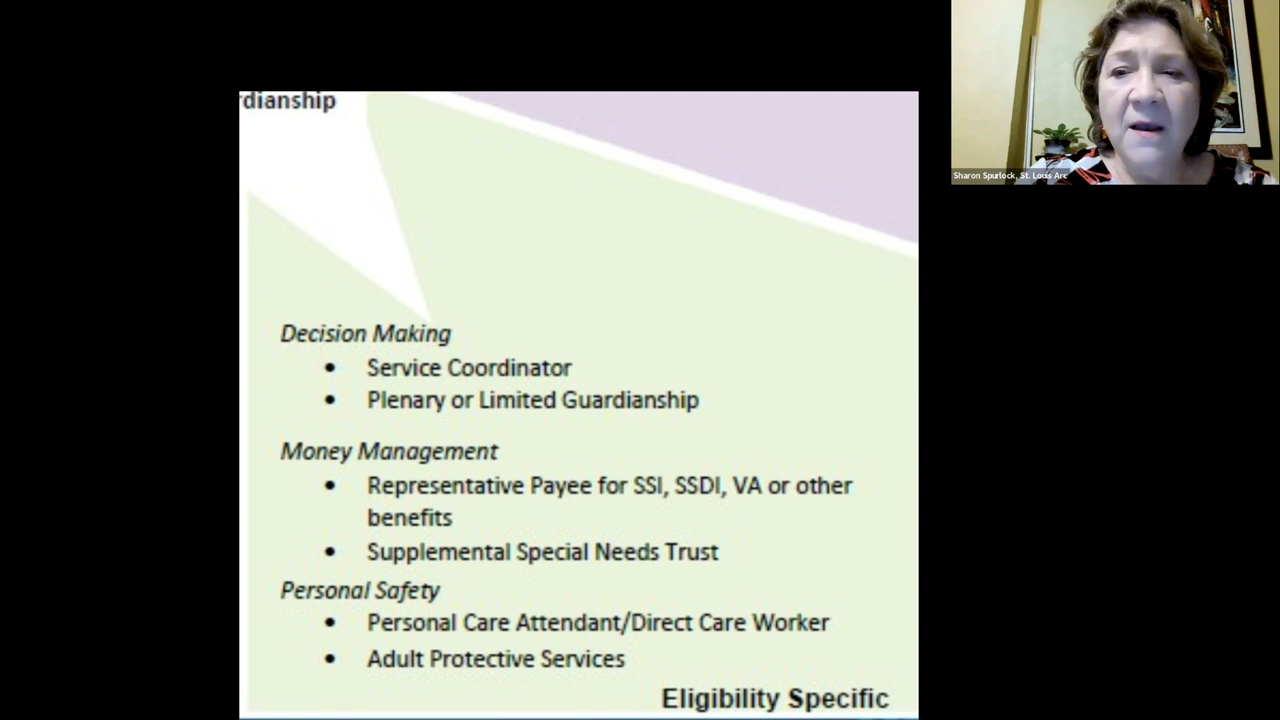 rdianship
Sharon Spurlock, St. Louis Arc
Decision Making
• Service Coordinator
• Plenary or Limited Guardianship
Money Management
• Representative Payee for SSI, SSDI, VA or other
benefits
• Supplemental Special Needs Trust
Personal Safety
• Personal Care Attendant/Direct Care Worker
• Adult Protective Services
Eligibility Specific